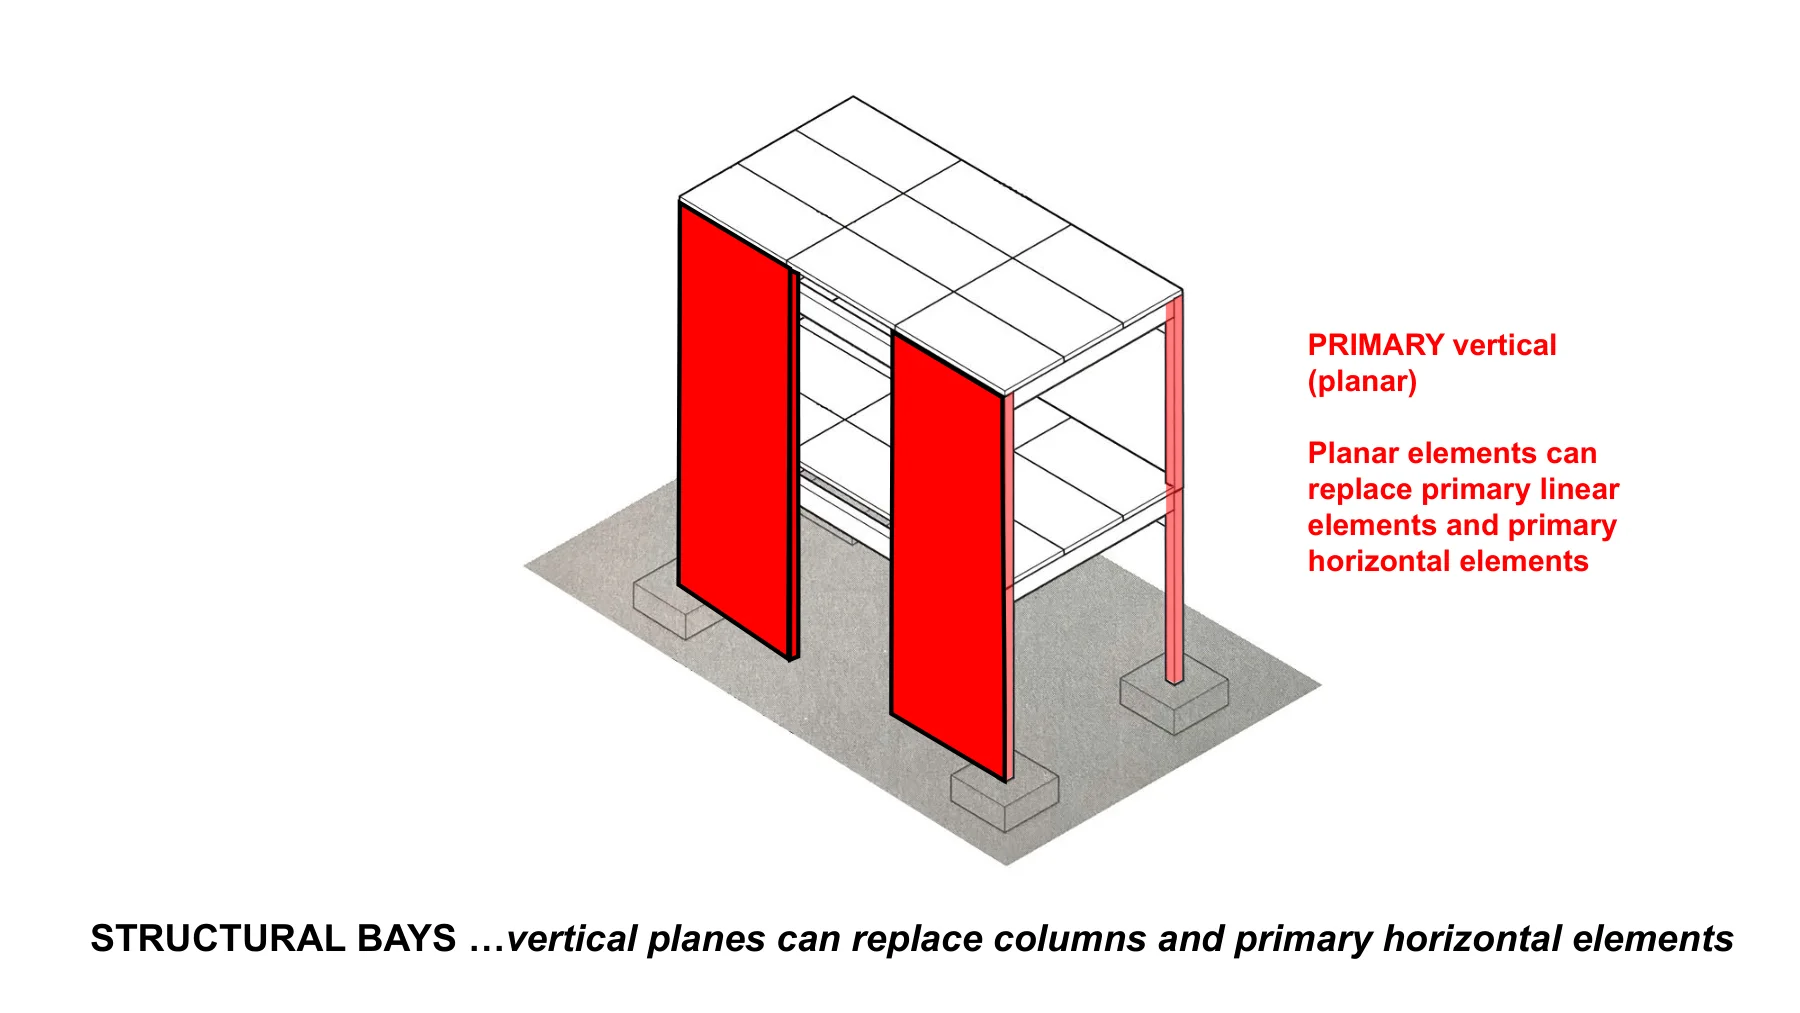 PRIMARY vertical
(planar)
Planar elements can
replace primary linear
elements and primary
horizontal elements
STRUCTURAL BAYS …vertical planes can replace columns and primary horizontal elements